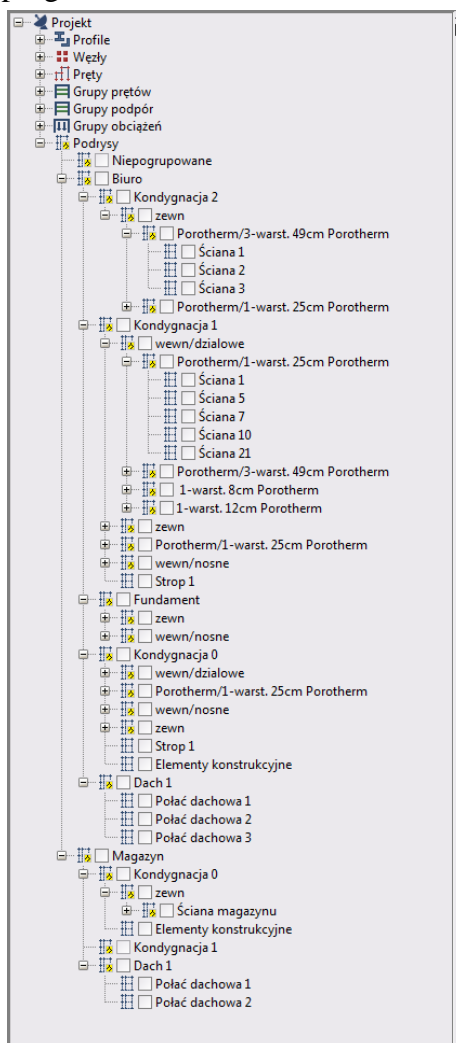 Projekt
Profile
Węzły
Pręty
Grupy prętów
Grupy podpór
Grupy obciążeń
Podrysy
Niepogrupowane
Biuro
Kondygnacja 2
zewn
Porotherm/3-warst. 49cm Porotherm
Ściana 1
Ściana 2
Ściana 3
Porotherm/1-warst. 25cm Porotherm
Kondygnacja 1
wewn/dzialowe
Porotherm/1-warst. 25cm Porotherm
Ściana 1
Ściana 5
Ściana 7
Ściana 10
Ściana 21
Porotherm/3-warst. 49cm Porotherm
1-warst. 8cm Porotherm
1-warst. 12cm Porotherm
zewn
Porotherm/1-warst. 25cm Porotherm
wewn/nosne
Strop 1
Fundament
zewn
wewn/nosne
Kondygnacja 0
wewn/dzialowe
Porotherm/1-warst. 25cm Porotherm
wewn/nosne
zewn
Strop 1
Elementy konstrukcyjne
Dach 1
Połać dachowa 1
Połać dachowa 2
Połać dachowa 3
Magazyn
Kondygnacja 0
zewn
Ściana magazynu
Elementy konstrukcyjne
Kondygnacja 1
Dach 1
Połać dachowa 1
Połać dachowa 2